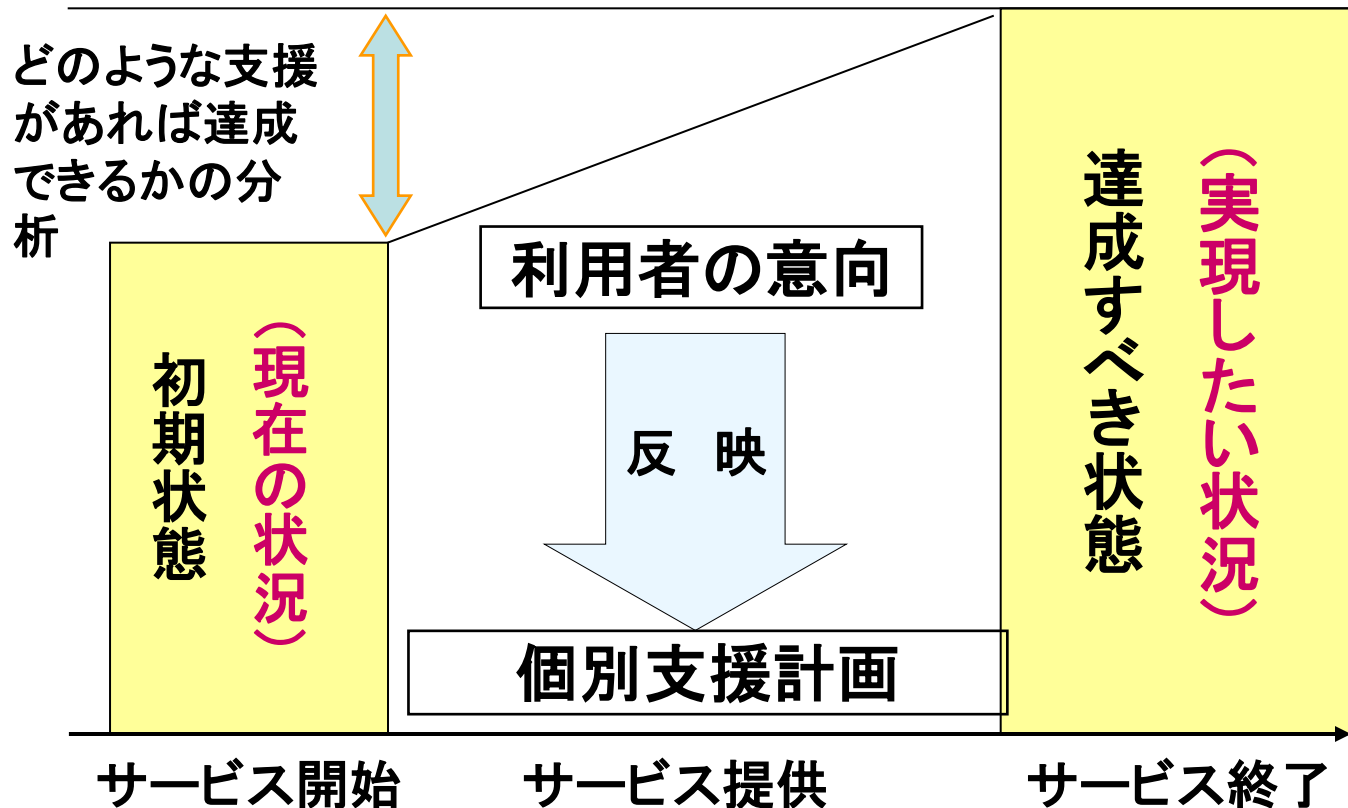 どのような支援
があれば達成
できるかの分
析
初期状態
（現在の状況）
利用者の意向
反　映
個別支援計画
達成すべき状態
（実現したい状況）
サービス開始
サービス提供
サービス終了